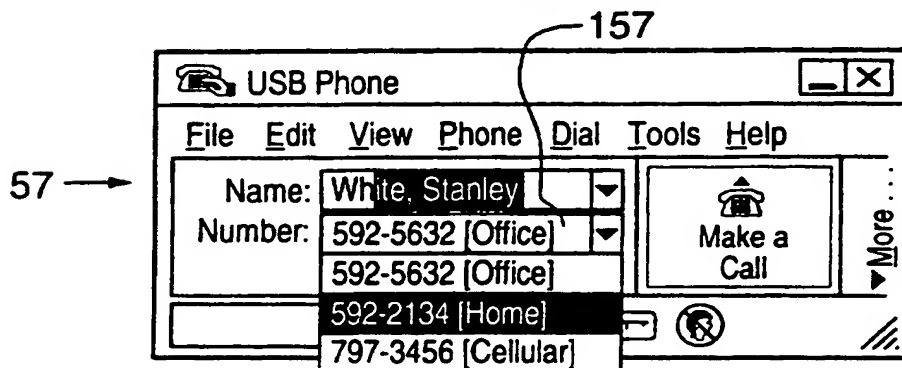 157
USB Phone
File Edit View Phone Dial Tools Help
57
Name: White, Stanley
Number: 592-5632 [Office]
592-5632 [Office]
592-2134 [Home]
797-3456 [Cellular]
Make a
Call
More...